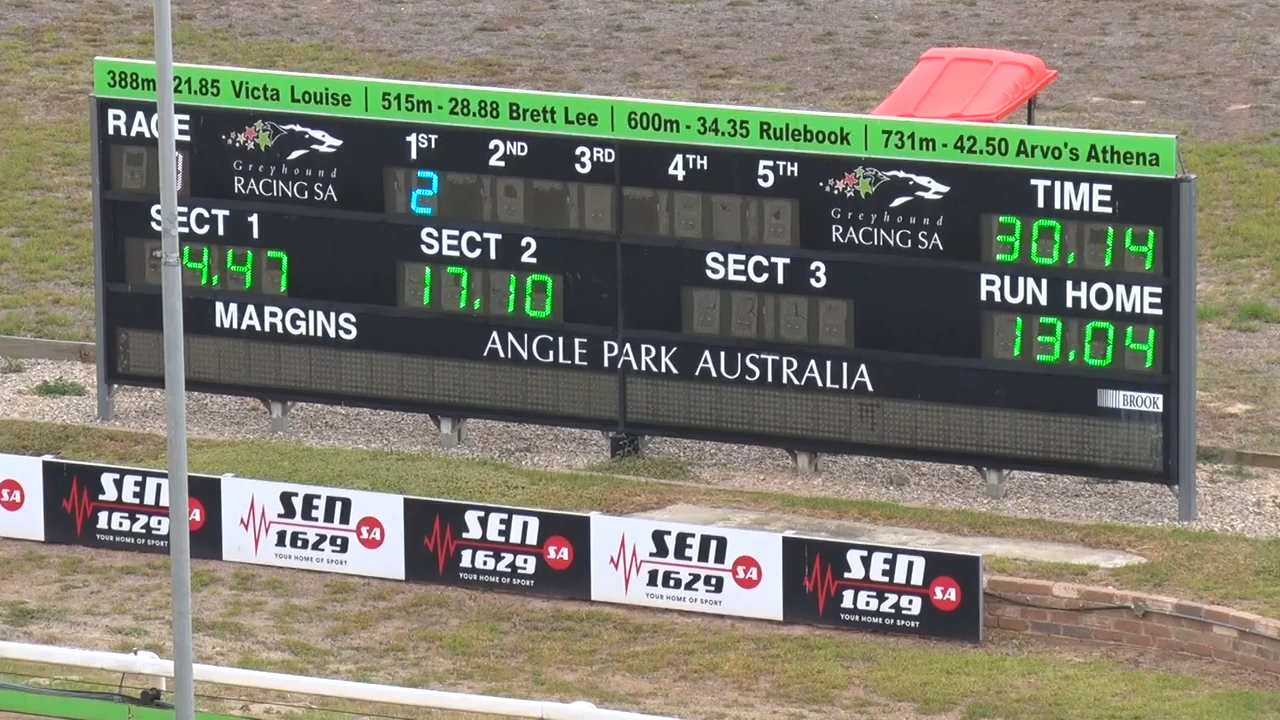 388m 21.85 Victa Louise | 515m - 28.88 Brett Lee | 600m - 34.35 Rulebook | 731m - 42.50 Arvo's Athena
RACE
Greyhound
RACING SA
1ST 2ND 3RD 4TH 5TH
2
Greyhound
RACING SA
TIME
30.14
SECT 1
4.47
SECT 2
17.10
SECT 3
RUN HOME
13.04
MARGINS
ANGLE PARK AUSTRALIA
BROOK
SA
SEN
1629
SA
YOUR HOME OF SPORT
SEN
1629
SA
YOUR HOME OF SPORT
SEN
1629
SA
YOUR HOME OF SPORT
SEN
1629
SA
YOUR HOME OF SPORT
SEN
1629
SA
YOUR HOME OF SPORT